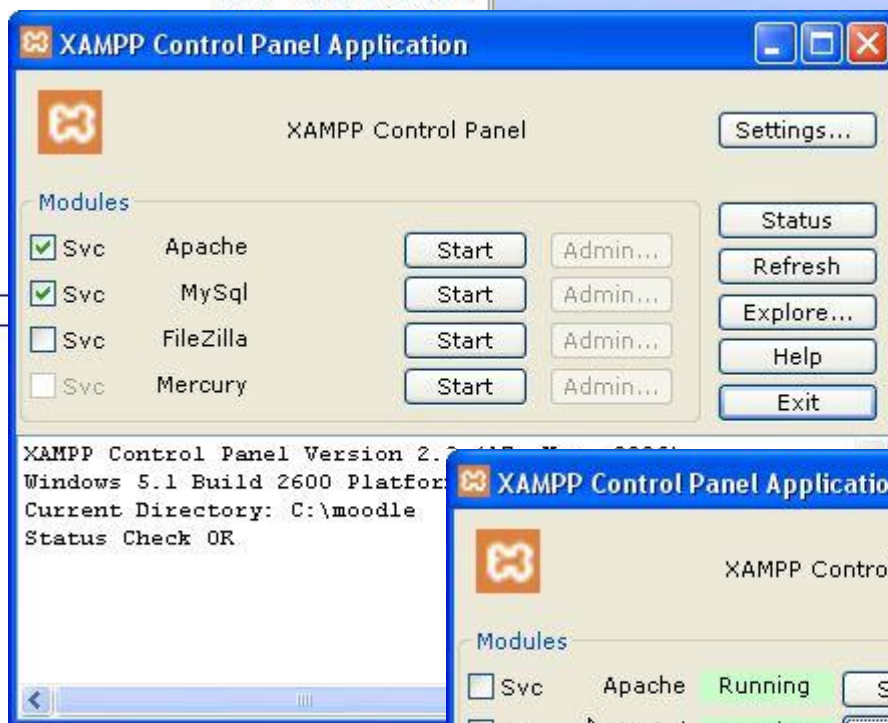 XAMPP Control Panel Application
XAMPP Control Panel
Settings...
Modules
Svc Apache Start Admin...
Svc MySql Start Admin...
Svc FileZilla Start Admin...
Svc Mercury Start Admin...
Status
Refresh
Explore...
Help
Exit
XAMPP Control Panel Version
Windows 5.1 Build 2600
Current Directory: C:\moodle
Status Check OK
XAMPP Control Panel
XAMPP
Modules
Svc Apache Running